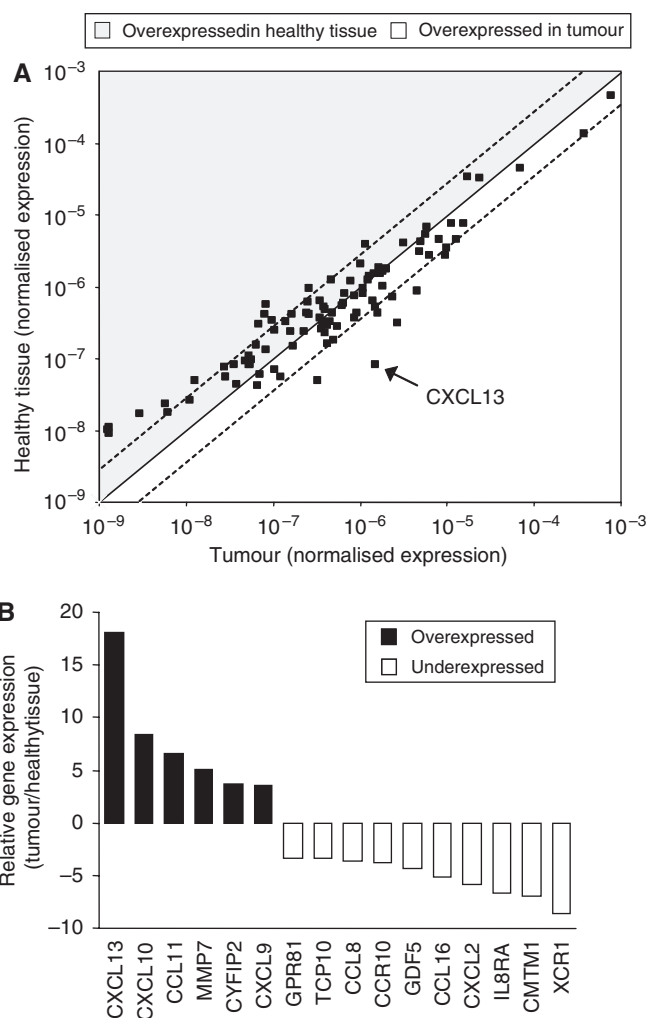 Overexpressedin healthy tissue Overexpressed in tumour
A
Healthy tissue (normalised expression)
10−3
10−4
10−5
10−6
10−7
10−8
10−9
CXCL13
10−9 10−8 10−7 10−6 10−5 10−4 10−3
Tumour (normalised expression)
B
Relative gene expression
(tumour/healthytissue)
20
15
10
5
0
−5
−10
Overexpressed
Underexpressed
CXCL13
CXCL10
CCL11
MMP7
CYFIP2
CXCL9
GPR81
TCP10
CCL8
CCR10
GDF5
CCL16
CXCL2
IL8RA
CMTM1
XCR1